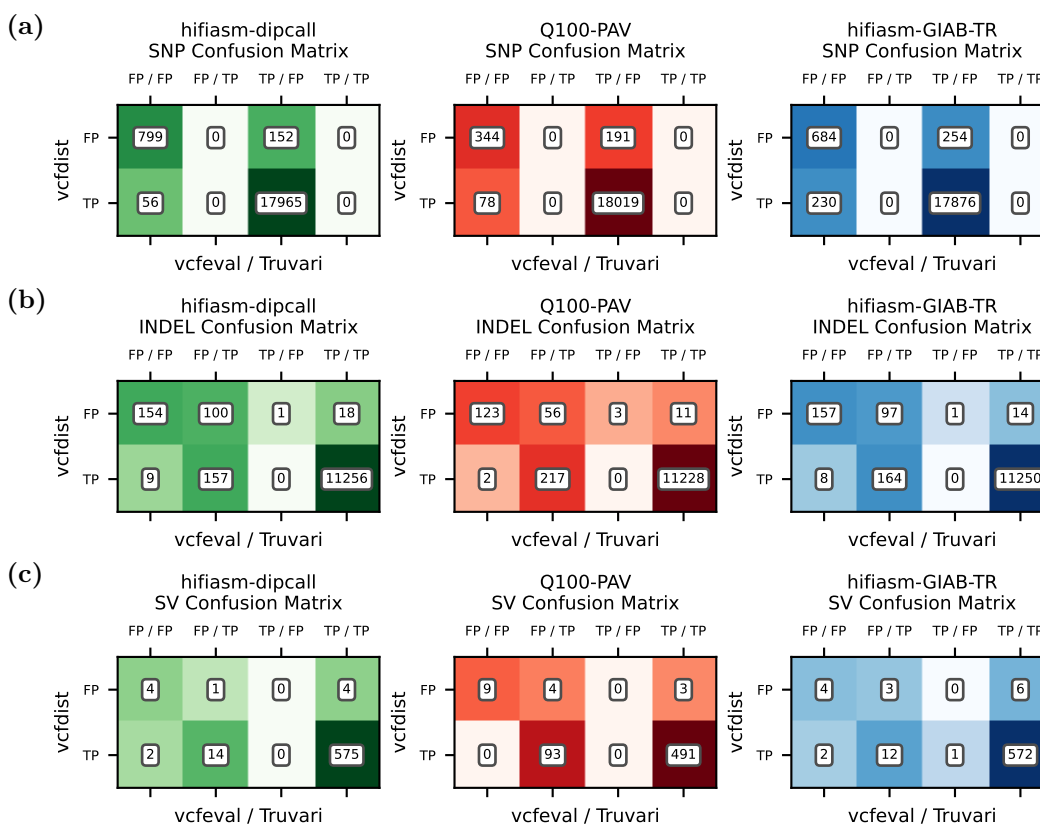 (a)
hifiasm-dipcall
SNP Confusion Matrix
FP / FP FP / TP TP / FP TP / TP
vcfdist
FP 799 0 152 0
TP 56 0 17965 0
vcfeval / Truvari
Q100-PAV
SNP Confusion Matrix
FP / FP FP / TP TP / FP TP / TP
vcfdist
FP 344 0 191 0
TP 78 0 18019 0
vcfeval / Truvari
hifiasm-GIAB-TR
SNP Confusion Matrix
FP / FP FP / TP TP / FP TP / TP
vcfdist
FP 684 0 254 0
TP 230 0 17876 0
vcfeval / Truvari
(b)
hifiasm-dipcall
INDEL Confusion Matrix
FP / FP FP / TP TP / FP TP / TP
vcfdist
FP 154 100 1 18
TP 9 157 0 11256
vcfeval / Truvari
Q100-PAV
INDEL Confusion Matrix
FP / FP FP / TP TP / FP TP / TP
vcfdist
FP 123 56 3 11
TP 2 217 0 11228
vcfeval / Truvari
hifiasm-GIAB-TR
INDEL Confusion Matrix
FP / FP FP / TP TP / FP TP / TP
vcfdist
FP 157 97 1 14
TP 8 164 0 11250
vcfeval / Truvari
(c)
hifiasm-dipcall
SV Confusion Matrix
FP / FP FP / TP TP / FP TP / TP
vcfdist
FP 4 1 0 4
TP 2 14 0 575
vcfeval / Truvari
Q100-PAV
SV Confusion Matrix
FP / FP FP / TP TP / FP TP / TP
vcfdist
FP 9 4 0 3
TP 0 93 0 491
vcfeval / Truvari
hifiasm-GIAB-TR
SV Confusion Matrix
FP / FP FP / TP TP / FP TP / TP
vcfdist
FP 4 3 0 6
TP 2 12 1 572
vcfeval / Truvari